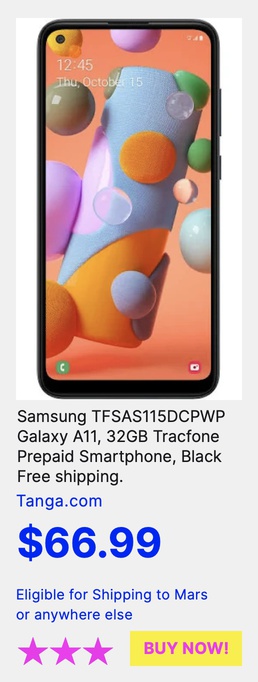 12:45
Thu, October 15
Samsung TFSAS115DCPWP
Galaxy A11, 32GB Tracfone
Prepaid Smartphone, Black
Free shipping.
Tanga.com
$66.99
Eligible for Shipping to Mars
or anywhere else
BUY NOW!